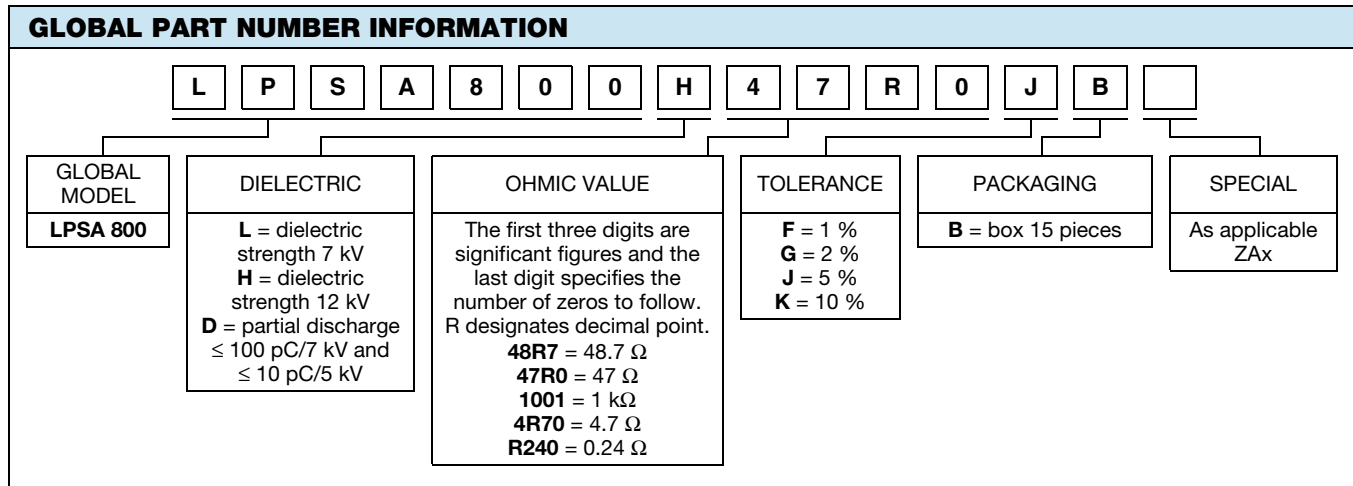 GLOBAL PART NUMBER INFORMATION
L P S A 8 0 0 H 4 7 R 0 J B
GLOBAL
MODEL
LPSA 800
DIELECTRIC
L = dielectric
strength 7 kV
H = dielectric
strength 12 kV
D = partial discharge
≤ 100 pC/7 kV and
≤ 10 pC/5 kV
OHMIC VALUE
The first three digits are
significant figures and the
last digit specifies the
number of zeros to follow.
R designates decimal point.
48R7 = 48.7 Ω
47R0 = 47 Ω
1001 = 1 kΩ
4R70 = 4.7 Ω
R240 = 0.24 Ω
TOLERANCE
F = 1 %
G = 2 %
J = 5 %
K = 10 %
PACKAGING
B = box 15 pieces
SPECIAL
As applicable
ZAx